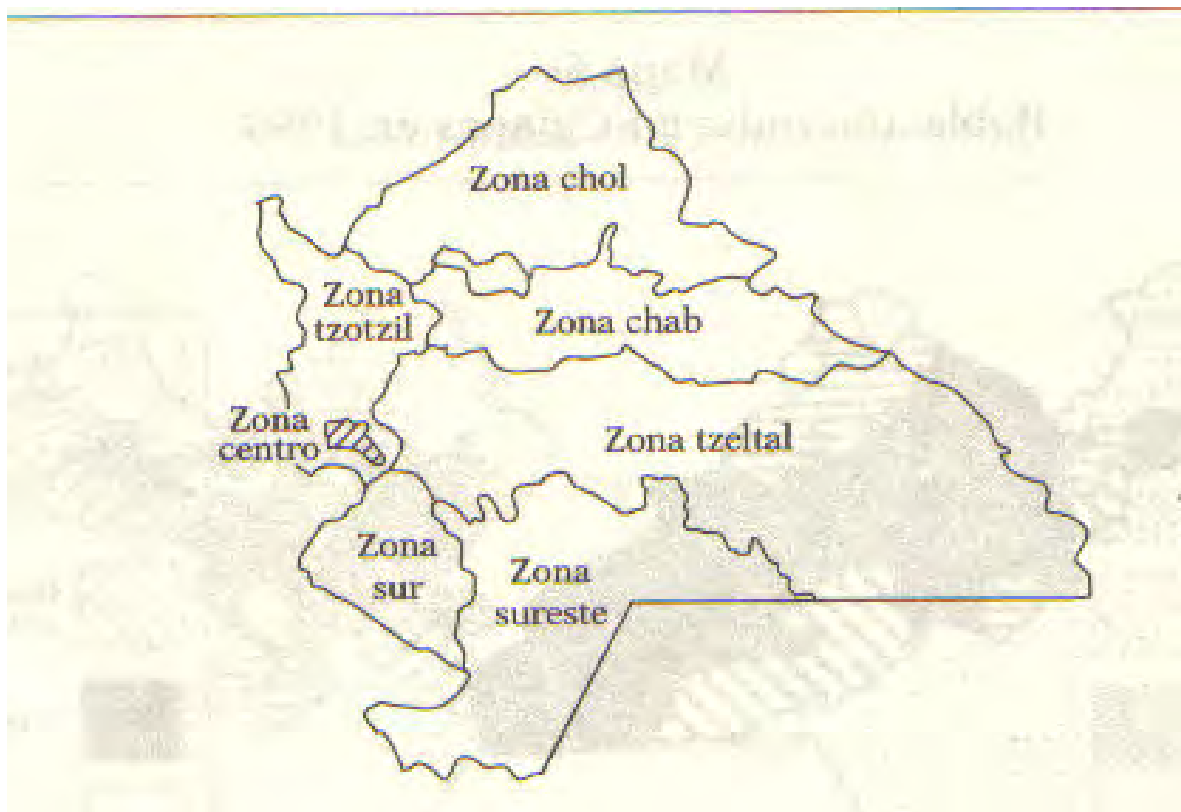 Zona chol
Zona
tzotzil
Zona chab
Zona
centro
Zona tzeltal
Zona
sur
Zona
sureste